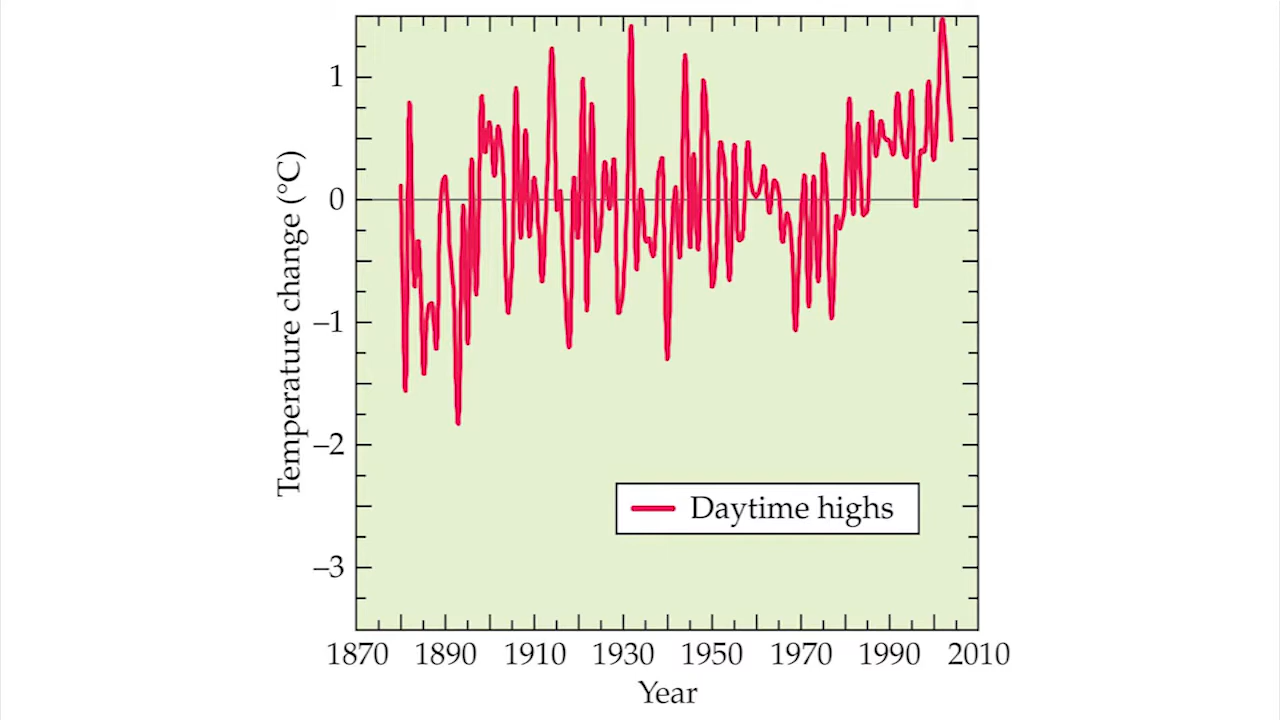 Temperature change (°C)
1
0
–1
–2
–3
Daytime highs
1870 1890 1910 1930 1950 1970 1990 2010
Year